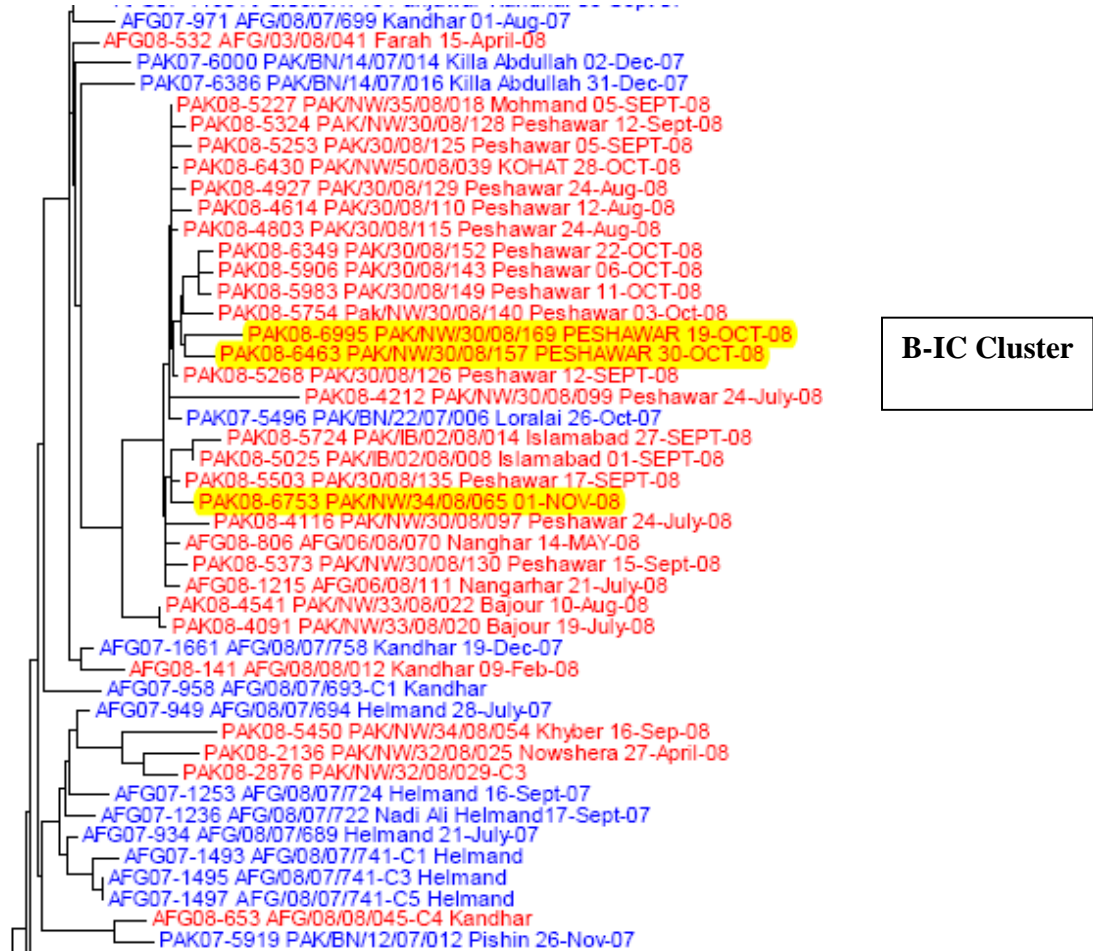 AFG07-971 AFG/08/07/699 Kandhar 01-Aug-07
AFG08-532 AFG/03/08/041 Farah 15-April-08
PAK07-6000 PAK/BN/14/07/014 Killa Abdullah 02-Dec-07
PAK07-6386 PAK/BN/14/07/016 Killa Abdullah 31-Dec-07
PAK08-5227 PAK/NW/35/08/018 Mohmand 05-SEPT-08
PAK08-5324 PAK/NW/30/08/128 Peshawar 12-Sept-08
PAK08-5253 PAK/30/08/125 Peshawar 05-SEPT-08
PAK08-6430 PAK/NW/50/08/039 KOHAT 28-OCT-08
PAK08-4927 PAK/30/08/129 Peshawar 24-Aug-08
PAK08-4614 PAK/30/08/110 Peshawar 12-Aug-08
PAK08-4803 PAK/30/08/115 Peshawar 24-Aug-08
PAK08-6349 PAK/30/08/152 Peshawar 22-OCT-08
PAK08-5906 PAK/30/08/143 Peshawar 06-OCT-08
PAK08-5983 PAK/30/08/149 Peshawar 11-OCT-08
PAK08-5754 Pak/NW/30/08/140 Peshawar 03-Oct-08
PAK08-6995 PAK/NW/30/08/169 PESHAWAR 19-OCT-08
PAK08-6463 PAK/NW/30/08/157 PESHAWAR 30-OCT-08
B-IC Cluster
PAK08-5268 PAK/30/08/126 Peshawar 12-SEPT-08
PAK08-4212 PAK/NW/30/08/099 Peshawar 24-July-08
PAK07-5496 PAK/BN/22/07/006 Loralai 26-Oct-07
PAK08-5724 PAK/IB/02/08/014 Islamabad 27-SEPT-08
PAK08-5025 PAK/IB/02/08/008 Islamabad 01-SEPT-08
PAK08-5503 PAK/30/08/135 Peshawar 17-SEPT-08
PAK08-6753 PAK/NW/34/08/065 01-NOV-08
PAK08-4116 PAK/NW/30/08/097 Peshawar 24-July-08
AFG08-806 AFG/06/08/070 Nanghar 14-MAY-08
PAK08-5373 PAK/NW/30/08/130 Peshawar 15-Sept-08
AFG08-1215 AFG/06/08/111 Nangarhar 21-July-08
PAK08-4541 PAK/NW/33/08/022 Bajour 10-Aug-08
PAK08-4091 PAK/NW/33/08/020 Bajour 19-July-08
AFG07-1661 AFG/08/07/758 Kandhar 19-Dec-07
AFG08-141 AFG/08/08/012 Kandhar 09-Feb-08
AFG07-958 AFG/08/07/693-C1 Kandhar
AFG07-949 AFG/08/07/694 Helmand 28-July-07
PAK08-5450 PAK/NW/34/08/054 Khyber 16-Sep-08
PAK08-2136 PAK/NW/32/08/025 Nowshera 27-April-08
PAK08-2876 PAK/NW/32/08/029-C3
AFG07-1253 AFG/08/07/724 Helmand 16-Sept-07
AFG07-1236 AFG/08/07/722 Nadi Ali Helmand17-Sept-07
AFG07-934 AFG/08/07/689 Helmand 21-July-07
AFG07-1493 AFG/08/07/741-C1 Helmand
AFG07-1495 AFG/08/07/741-C3 Helmand
AFG07-1497 AFG/08/07/741-C5 Helmand
AFG08-653 AFG/08/08/045-C4 Kandhar
PAK07-5919 PAK/BN/12/07/012 Pishin 26-Nov-07